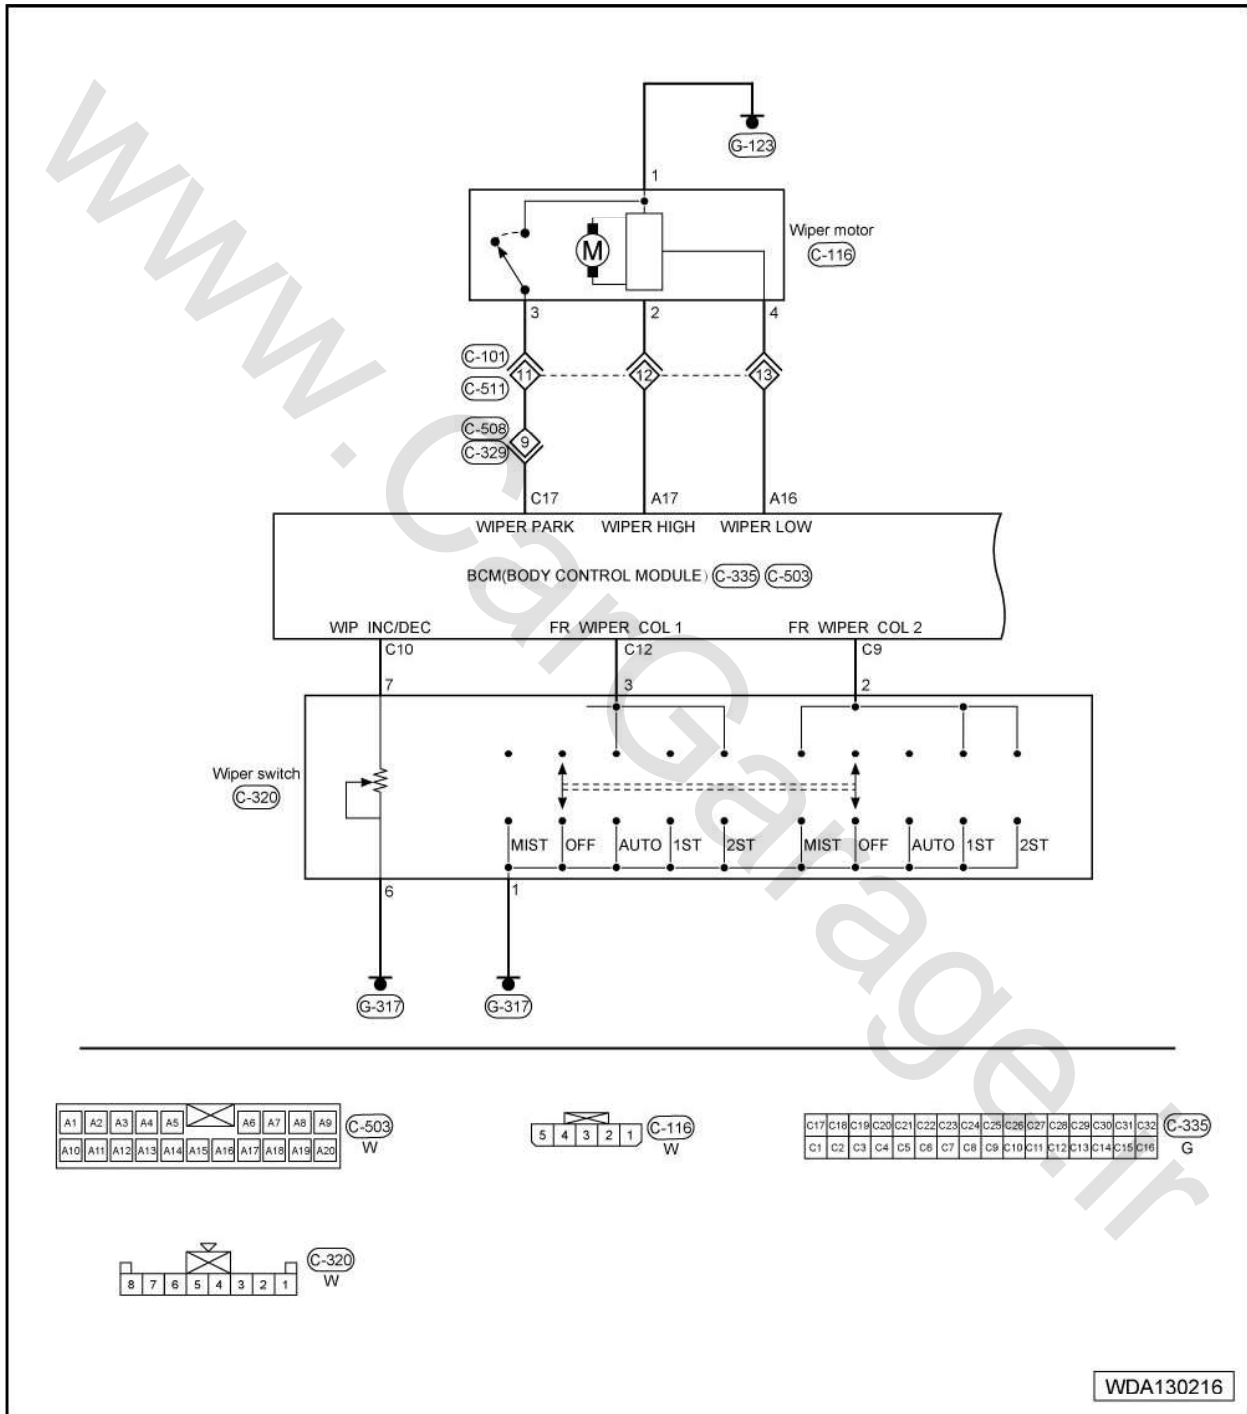 G-123
1
Wiper motor
C-116
M
3 2 4
C-101
11 12 13
C-511
C-508
9
C-329
C17 A17 A16
WIPER PARK WIPER HIGH WIPER LOW
BCM(BODY CONTROL MODULE) C-335 C-503
WIP INC/DEC FR WIPER COL 1 FR WIPER COL 2
C10 C12 C9
7 3 2
Wiper switch
C-320
MIST OFF AUTO 1ST 2ST MIST OFF AUTO 1ST 2ST
6 1
G-317 G-317
A1 A2 A3 A4 A5 A6 A7 A8 A9
A10 A11 A12 A13 A14 A15 A16 A17 A18 A19 A20
C-503
W
5 4 3 2 1
C-116
W
C17 C18 C19 C20 C21 C22 C23 C24 C25 C26 C27 C28 C29 C30 C31 C32
C1 C2 C3 C4 C5 C6 C7 C8 C9 C10 C11 C12 C13 C14 C15 C16
C-335
G
8 7 6 5 4 3 2 1
C-320
W
WDA130216
www.CarGarage.ir